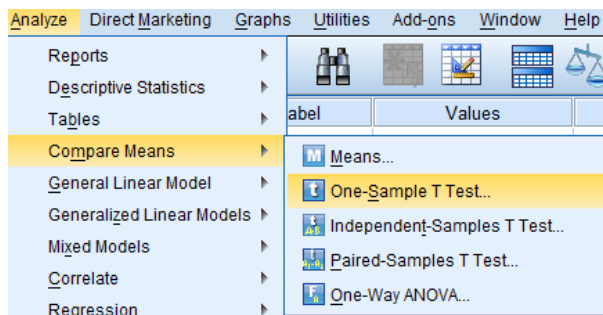 Analyze Direct Marketing Graphs Utilities Add-ons Window Help
Reports
Descriptive Statistics
Tables
abel Values
Compare Means
M Means...
General Linear Model
t One-Sample T Test...
Generalized Linear Models
Independent-Samples T Test...
Mixed Models
Paired-Samples T Test...
Correlate
One-Way ANOVA...
Regression